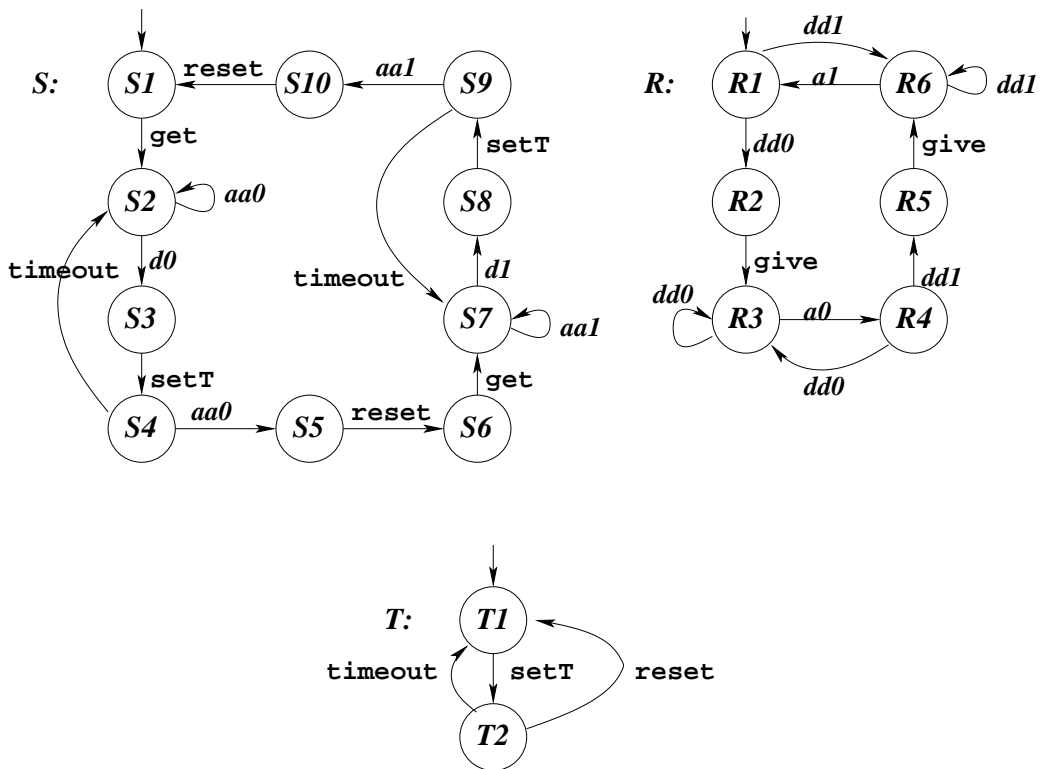 dd1
S: S1 reset S10 aa1 S9 R: R1 a1 R6 dd1
get setT dd0 give
S2 aa0 S8 R2 R5
timeout d0 timeout d1 give dd1
S3 S7 aa1 dd0 R3 a0 R4
setT get dd0
S4 aa0 S5 reset S6
T: T1
timeout setT reset
T2